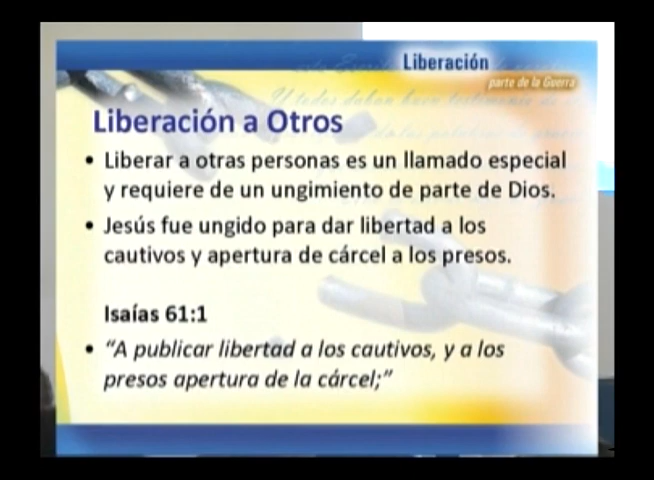 Liberación
parte de la Guerra
Liberación a Otros
• Liberar a otras personas es un llamado especial
y requiere de un ungimiento de parte de Dios.
• Jesús fue ungido para dar libertad a los
cautivos y apertura de cárcel a los presos.
Isaías 61:1
• “A publicar libertad a los cautivos, y a los
presos apertura de la cárcel;”